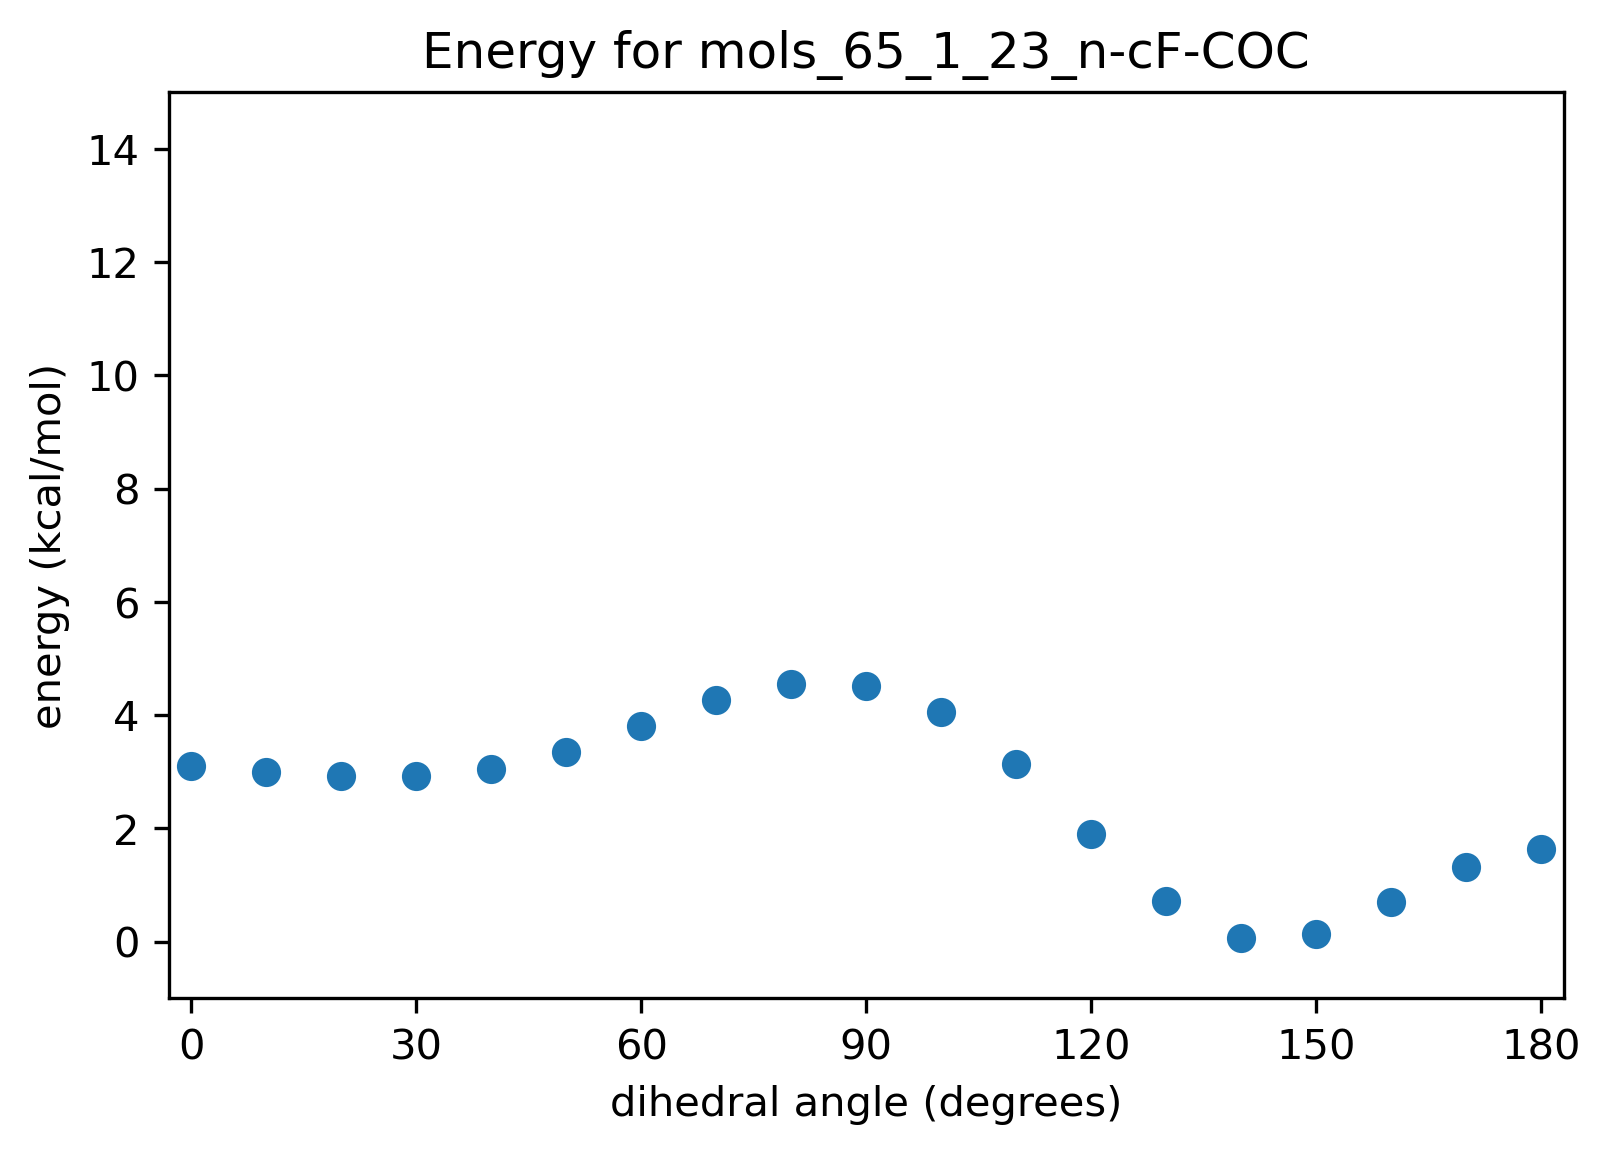 Energy for mols_65_1_23_n-cF-COC
14
12
10
8
6
4
2
0
energy (kcal/mol)
0 30 60 90 120 150 180
dihedral angle (degrees)